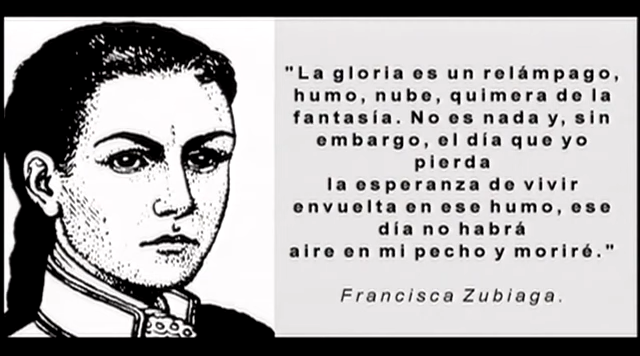 "La gloria es un relámpago,
humo, nube, quimera de la
fantasía. No es nada y, sin
embargo, el día que yo
pierda
la esperanza de vivir
envuelta en ese humo, ese
día no habrá
aire en mi pecho y moriré."
Francisca Zubiaga.